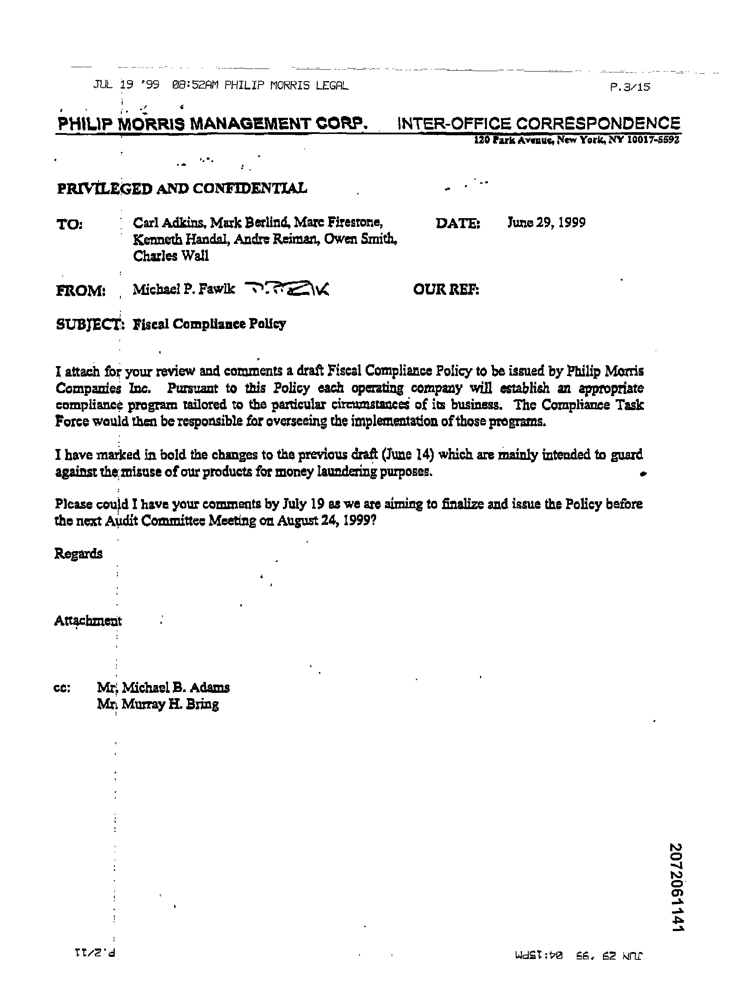 JUL 19 '99 08:52AM PHILIP MORRIS LEGAL P.3/15
PHILIP MORRIS MANAGEMENT CORP. INTER-OFFICE CORRESPONDENCE
120 Park Avenue, New York, NY 10017-5592
PRIVILEGED AND CONFIDENTIAL
TO: Carl Adkins, Mark Berlind, Marc Firestone, DATE: June 29, 1999
Kenneth Handal, Andre Reiman, Owen Smith,
Charles Wall
FROM: Michael P. Fawlk OUR REF:
SUBJECT: Fiscal Compliance Policy
I attach for your review and comments a draft Fiscal Compliance Policy to be issued by Philip Morris
Companies Inc. Pursuant to this Policy each operating company will establish an appropriate
compliance program tailored to the particular circumstances of its business. The Compliance Task
Force would then be responsible for overseeing the implementation of those programs.
I have marked in bold the changes to the previous draft (June 14) which are mainly intended to guard
against the misuse of our products for money laundering purposes.
Please could I have your comments by July 19 as we are aiming to finalize and issue the Policy before
the next Audit Committee Meeting on August 24, 1999?
Regards
Attachment
cc: Mr. Michael B. Adams
Mr. Murray H. Bring
2072061141
P.2/11 JUN 29 '99 04:15PM